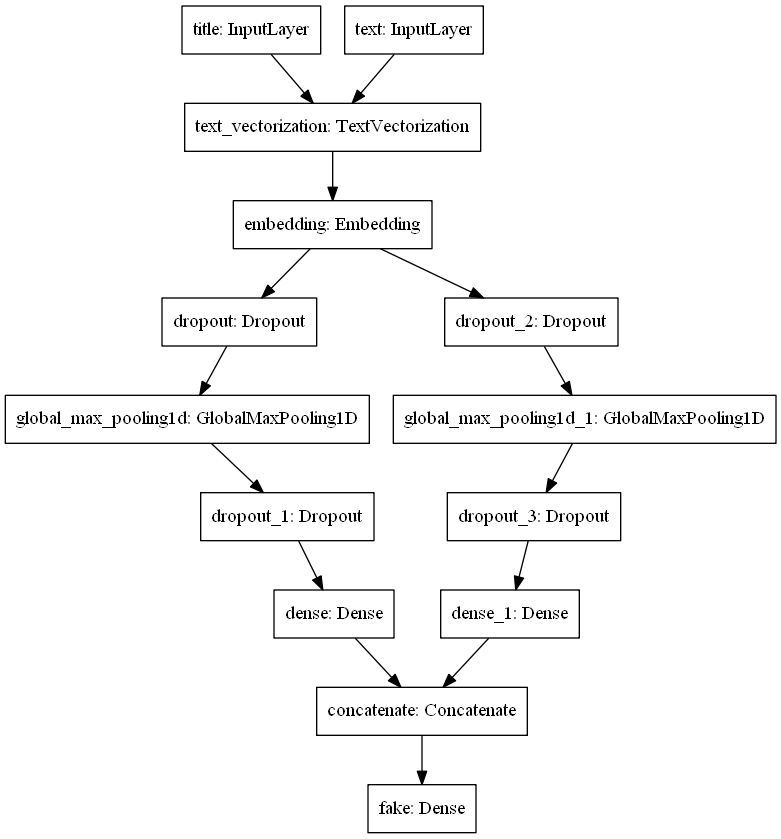 title: InputLayer
text: InputLayer
text_vectorization: TextVectorization
embedding: Embedding
dropout: Dropout
dropout_2: Dropout
global_max_pooling1d: GlobalMaxPooling1D
global_max_pooling1d_1: GlobalMaxPooling1D
dropout_1: Dropout
dropout_3: Dropout
dense: Dense
dense_1: Dense
concatenate: Concatenate
fake: Dense